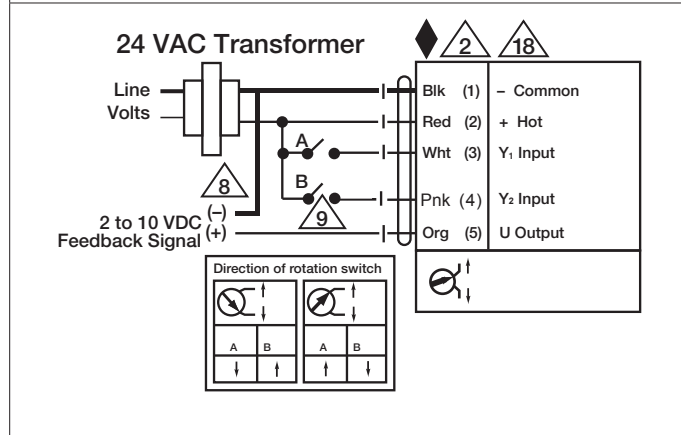 24 VAC Transformer
2
18
Line
Volts
Blk (1) – Common
Red (2) + Hot
A
Wht (3) Y₁ Input
8
B
9
Pnk (4) Y₂ Input
2 to 10 VDC (–)
Feedback Signal (+)
Org (5) U Output
Direction of rotation switch
A B A B